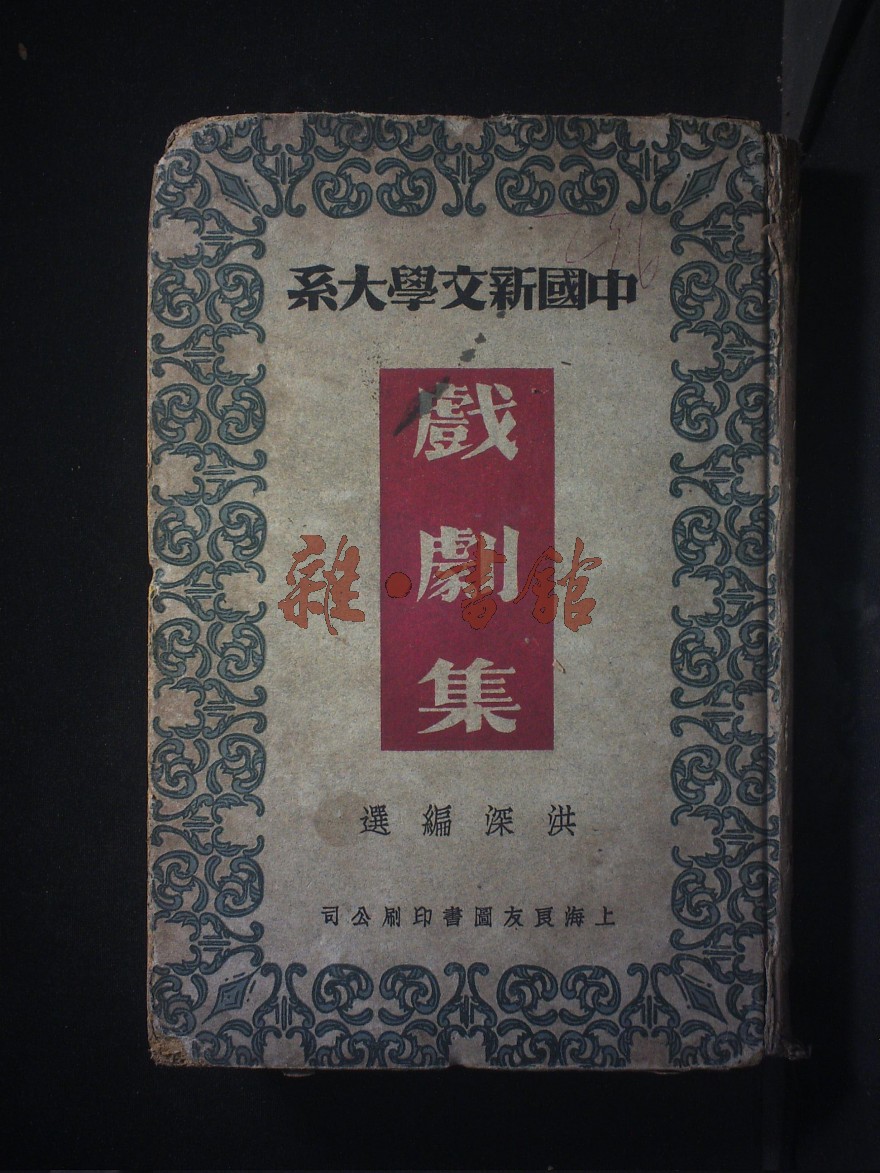 中國新文學大系
戲劇集
雜·書館
洪深編選
上海良友圖書印刷公司